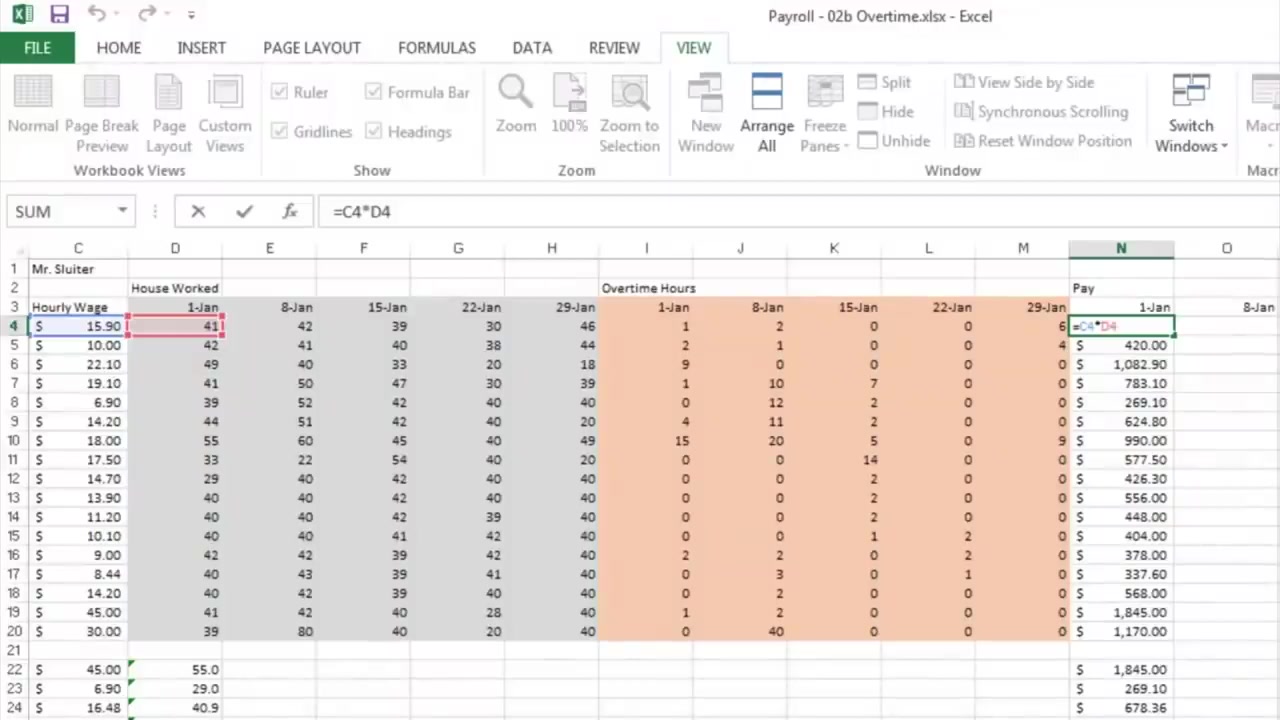 Payroll - 02b Overtime.xlsx - Excel
FILE HOME INSERT PAGE LAYOUT FORMULAS DATA REVIEW VIEW
Normal Page Break Preview Page Layout Custom Views
Workbook Views
Ruler Formula Bar
Gridlines Headings
Show
Zoom 100% Zoom to Selection
Zoom
New Window Arrange All Freeze Panes
Split
Hide
Unhide
View Side by Side
Synchronous Scrolling
Reset Window Position
Window
Switch Windows
Macr
SUM fx =C4*D4
C D E F G H I J K L M N O
1 Mr. Sluiter
2 House Worked Overtime Hours Pay
3 Hourly Wage 1-Jan 8-Jan 15-Jan 22-Jan 29-Jan 1-Jan 8-Jan 15-Jan 22-Jan 29-Jan 1-Jan 8-Jan
4 $ 15.90 41 42 39 30 46 1 2 0 0 6 =C4*D4
5 $ 10.00 42 41 40 38 44 2 1 0 0 4 $ 420.00
6 $ 22.10 49 40 33 20 18 9 0 0 0 0 $ 1,082.90
7 $ 19.10 41 50 47 30 39 1 10 7 0 0 $ 783.10
8 $ 6.90 39 52 42 40 40 0 12 2 0 0 $ 269.10
9 $ 14.20 44 51 42 40 20 4 11 2 0 0 $ 624.80
10 $ 18.00 55 60 45 40 49 15 20 5 0 9 $ 990.00
11 $ 17.50 33 22 54 40 20 0 0 14 0 0 $ 577.50
12 $ 14.70 29 40 42 40 40 0 0 2 0 0 $ 426.30
13 $ 13.90 40 40 42 40 40 0 0 2 0 0 $ 556.00
14 $ 11.20 40 40 42 39 40 0 0 2 0 0 $ 448.00
15 $ 10.10 40 40 41 42 40 0 0 1 2 0 $ 404.00
16 $ 9.00 42 42 39 42 40 2 2 0 2 0 $ 378.00
17 $ 8.44 40 43 39 41 40 0 3 0 1 0 $ 337.60
18 $ 14.20 40 42 39 40 40 0 2 0 0 0 $ 568.00
19 $ 45.00 41 42 40 28 40 1 2 0 0 0 $ 1,845.00
20 $ 30.00 39 80 40 20 40 0 40 0 0 0 $ 1,170.00
21
22 $ 45.00 55.0 $ 1,845.00
23 $ 6.90 29.0 $ 269.10
24 $ 16.48 40.9 $ 678.36